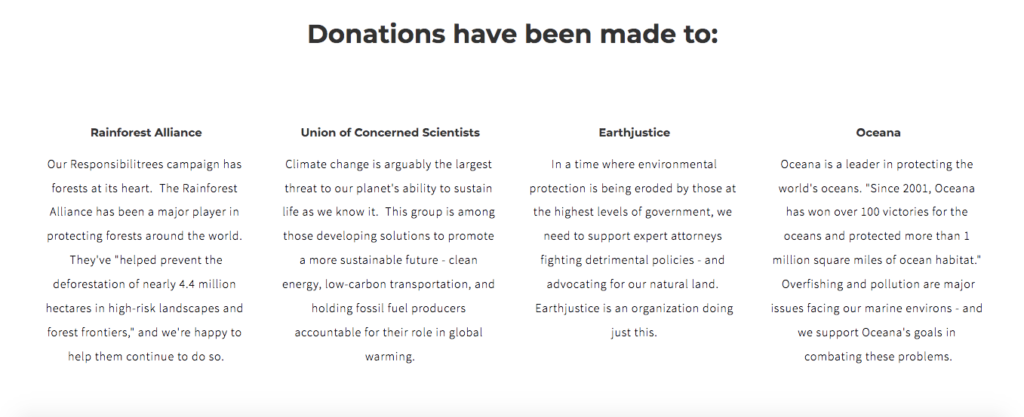 Donations have been made to:
Rainforest Alliance
Our Responsibilitrees campaign has
forests at its heart.  The Rainforest
Alliance has been a major player in
protecting forests around the world.
They've "helped prevent the
deforestation of nearly 4.4 million
hectares in high-risk landscapes and
forest frontiers," and we're happy to
help them continue to do so.
Union of Concerned Scientists
Climate change is arguably the largest
threat to our planet's ability to sustain
life as we know it.  This group is among
those developing solutions to promote
a more sustainable future - clean
energy, low-carbon transportation, and
holding fossil fuel producers
accountable for their role in global
warming.
Earthjustice
In a time where environmental
protection is being eroded by those at
the highest levels of government, we
need to support expert attorneys
fighting detrimental policies - and
advocating for our natural land.
Earthjustice is an organization doing
just this.
Oceana
Oceana is a leader in protecting the
world's oceans. "Since 2001, Oceana
has won over 100 victories for the
oceans and protected more than 1
million square miles of ocean habitat."
Overfishing and pollution are major
issues facing our marine environs - and
we support Oceana's goals in
combating these problems.